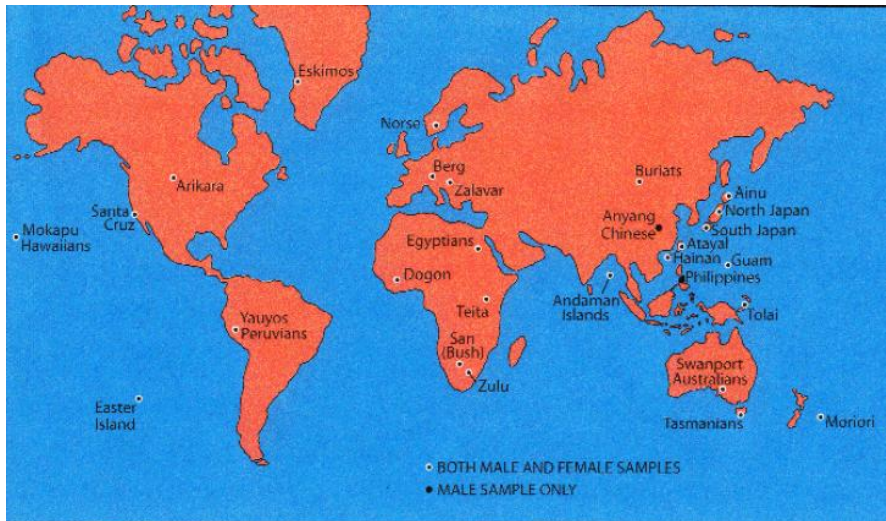 Eskimos
Norse
Berg
Zalavar
Buriats
Arikara
Ainu
North Japan
South Japan
Santa
Cruz
Mokapu
Hawaiians
Anyang
Chinese
Atayal
Hainan
Guam
Philippines
Egyptians
Dogon
Andaman
Islands
Teita
Tolai
Yauyos
Peruvians
San
(Bush)
Zulu
Swanport
Australians
Easter
Island
Tasmanians
Moriori
BOTH MALE AND FEMALE SAMPLES
MALE SAMPLE ONLY